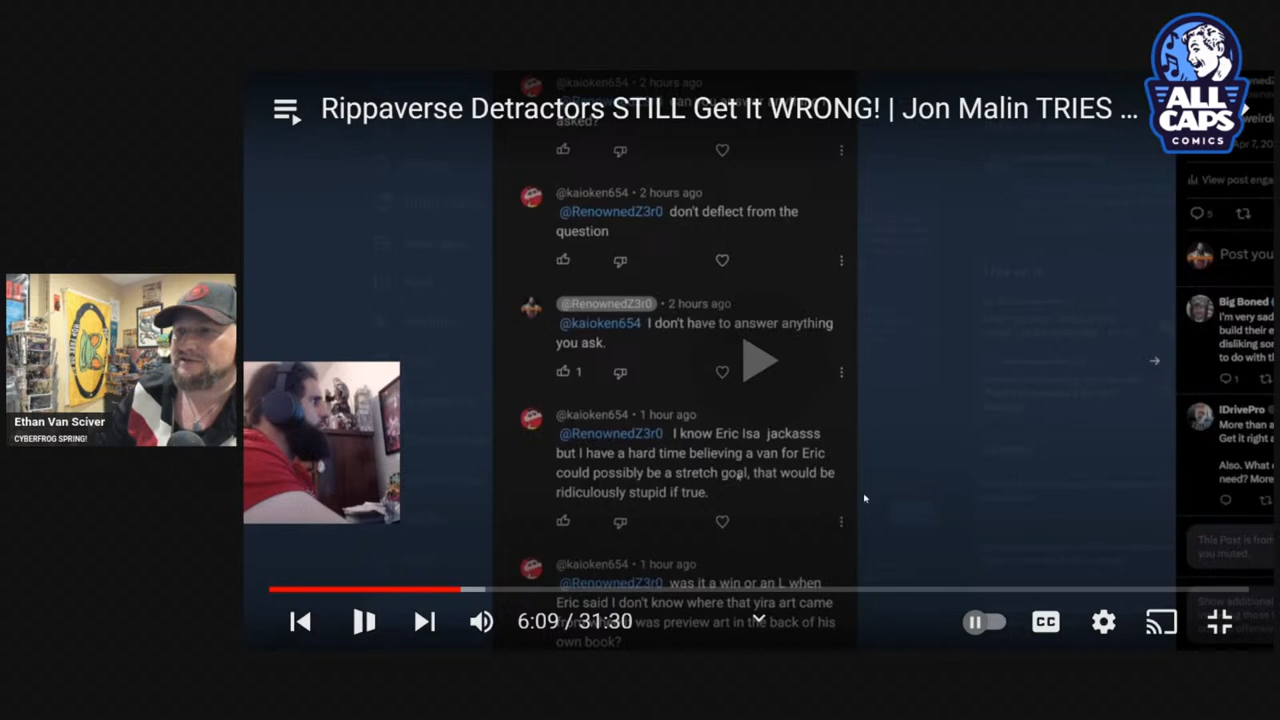 @kaioken654 • 2 hours ago
Rippaverse Detractors STILL Get It WRONG! | Jon Malin TRIES ...
asked?
@kaioken654 • 2 hours ago
@RenownedZ3r0 don't deflect from the
question
@RenownedZ3r0 • 2 hours ago
@kaioken654 I don't have to answer anything
you ask.
1
@kaioken654 • 1 hour ago
@RenownedZ3r0 I know Eric Isa jackasss
but I have a hard time believing a van for Eric
could possibly be a stretch goal, that would be
ridiculously stupid if true.
@kaioken654 • 1 hour ago
@RenownedZ3r0 was it a win or an L when
Eric said I don't know where that yira art came
was preview art in the back of his
own book?
6:09 / 31:30
CC
Ethan Van Sciver
CYBERFROG SPRING!
ALL
CAPS
COMICS
Apr 7, 20
View post enga
5
Post you
Big Boned
I'm very sad
build their e
disliking so
to do with t
1
IDrivePro
More than a
Get it right a
Also. What
need? More
This Post is from
you muted.
Show additional